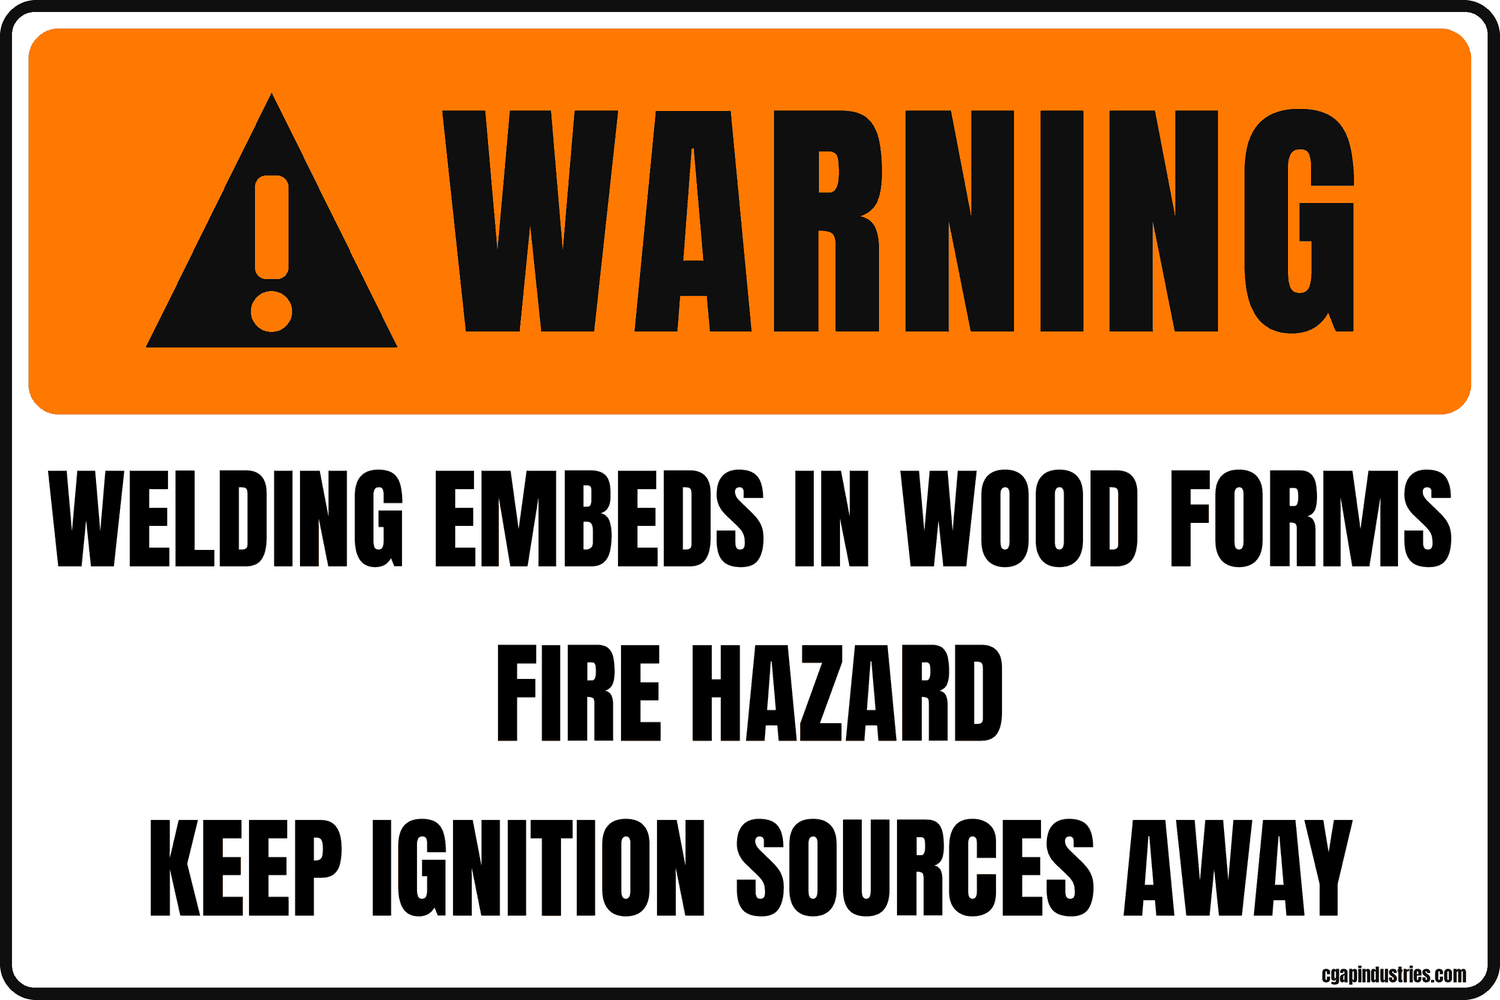 WARNING
WELDING EMBEDS IN WOOD FORMS
FIRE HAZARD
KEEP IGNITION SOURCES AWAY
cgapindustries.com